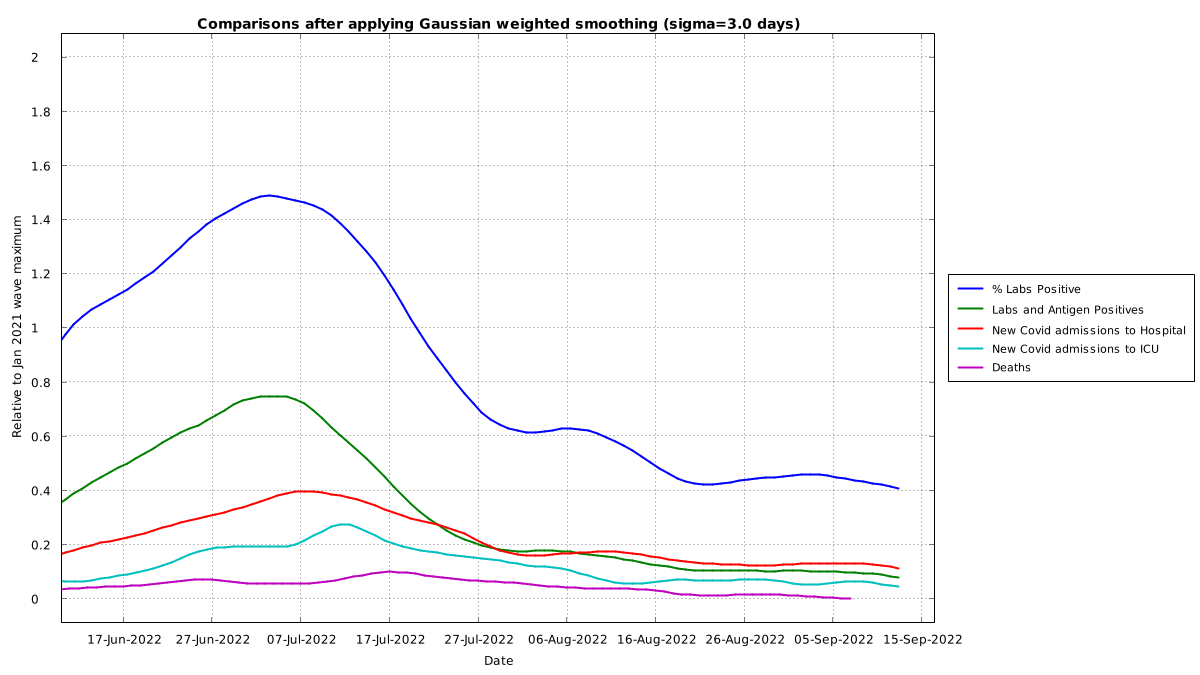 Comparisons after applying Gaussian weighted smoothing (sigma=3.0 days)
2
1.8
1.6
1.4
1.2
1
0.8
0.6
0.4
0.2
0
Relative to Jan 2021 wave maximum
17-Jun-2022 27-Jun-2022 07-Jul-2022 17-Jul-2022 27-Jul-2022 06-Aug-2022 16-Aug-2022 26-Aug-2022 05-Sep-2022 15-Sep-2022
Date
% Labs Positive
Labs and Antigen Positives
New Covid admissions to Hospital
New Covid admissions to ICU
Deaths